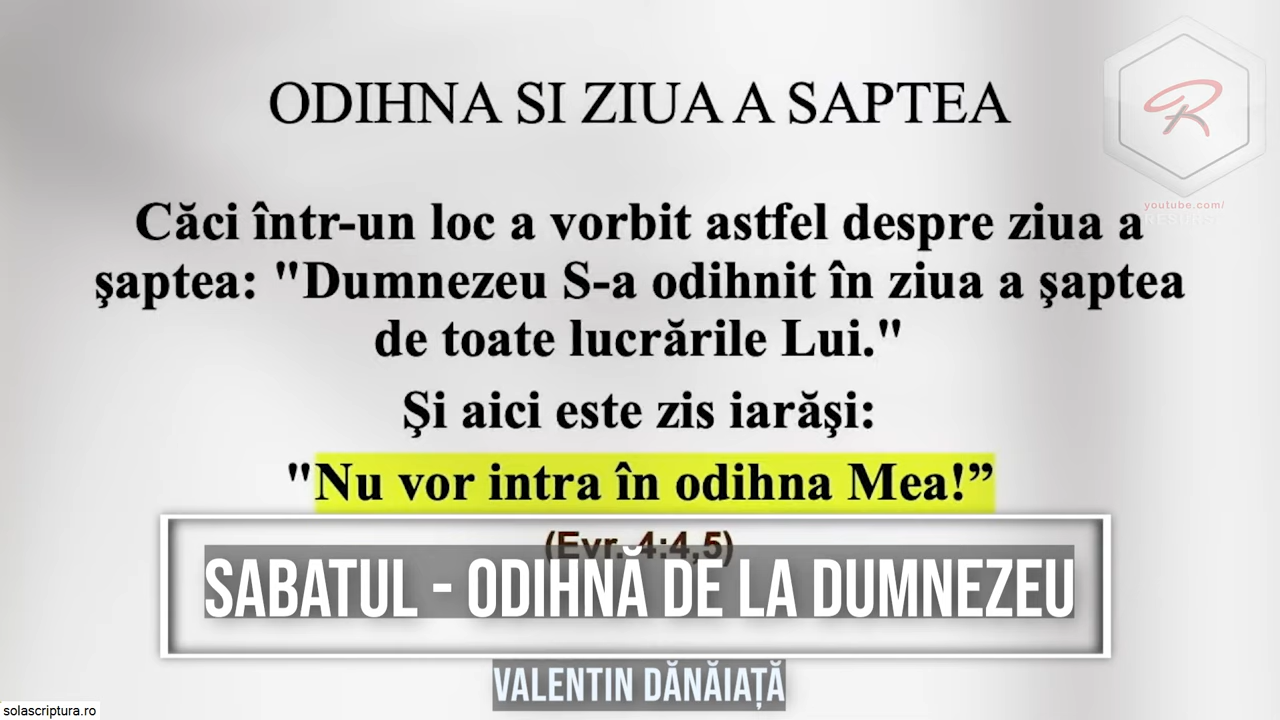 ODIHNA SI ZIUA A SAPTEA
youtube.com/
Căci într-un loc a vorbit astfel despre ziua a
şaptea: "Dumnezeu S-a odihnit în ziua a şaptea
de toate lucrările Lui."
Şi aici este zis iarăşi:
"Nu vor intra în odihna Mea!”
(Evr. 4:4,5)
SABATUL - ODIHNĂ DE LA DUMNEZEU
VALENTIN DĂNĂIAȚĂ
solascriptura.ro